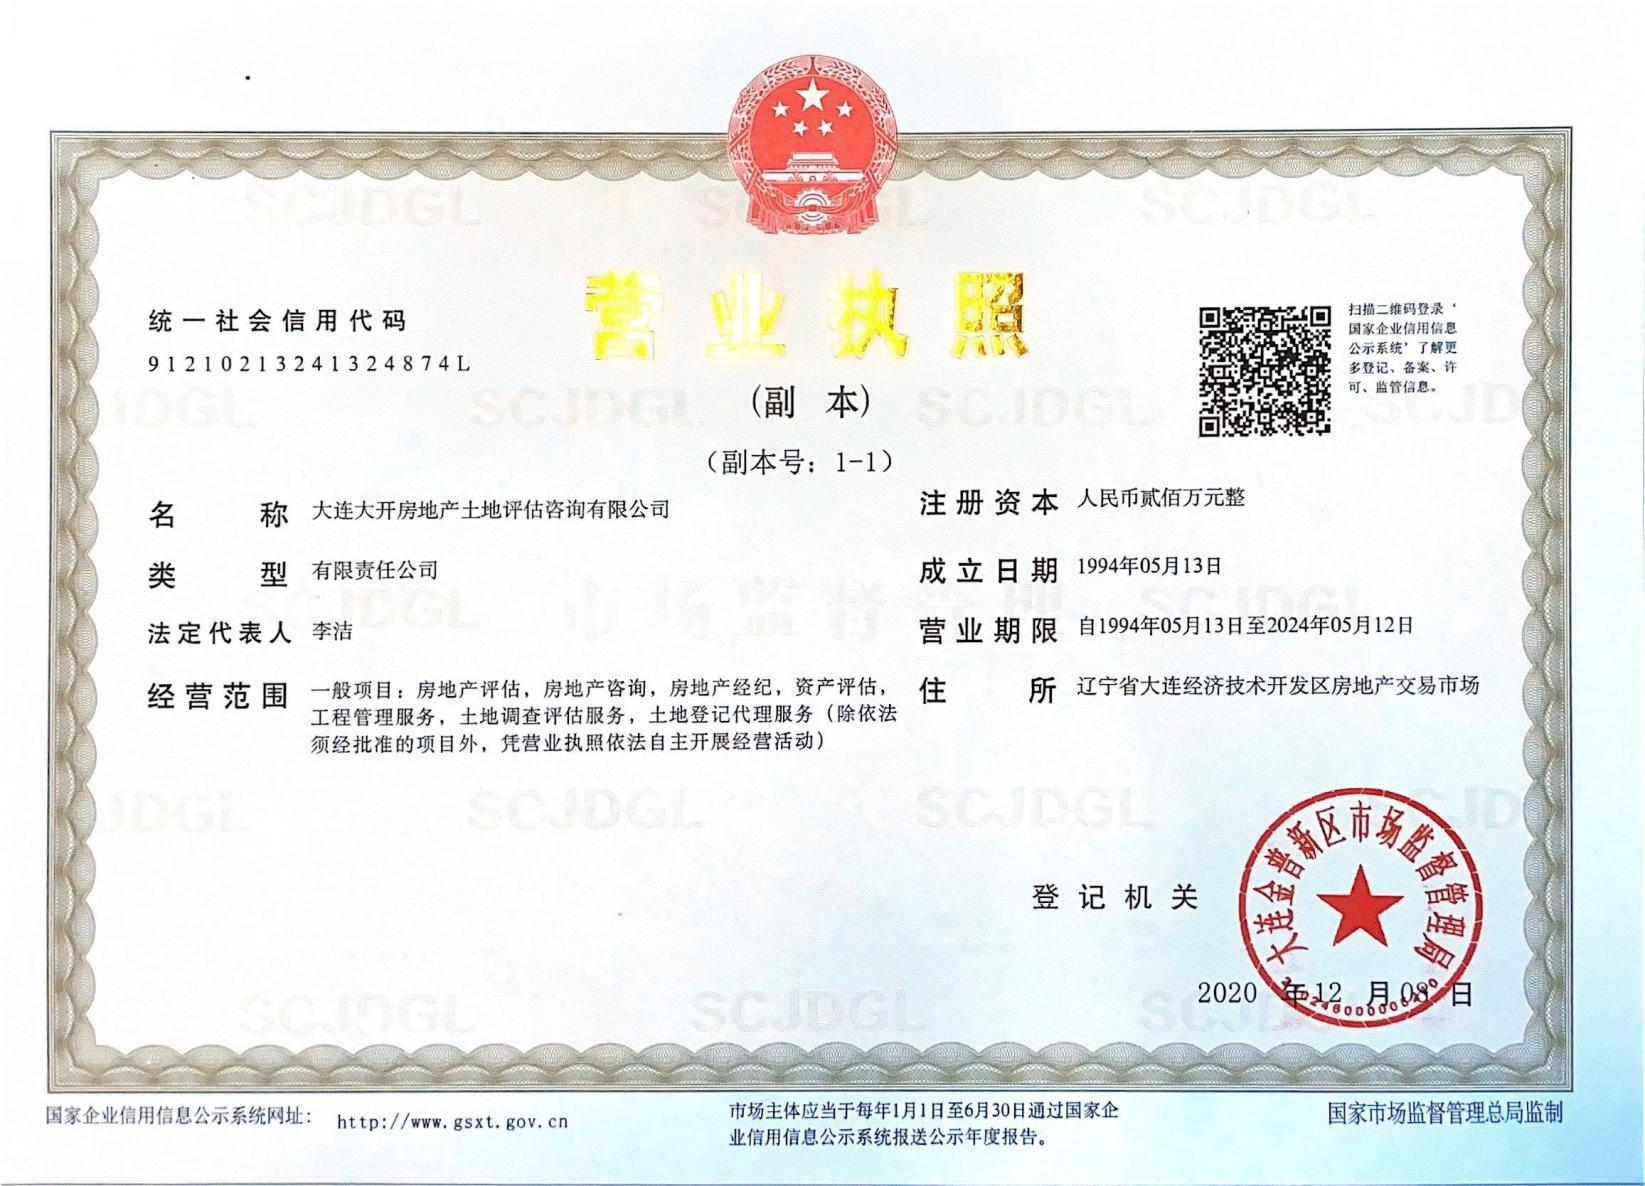 营业执照
(副 本)
（副本号：1-1）
统一社会信用代码
91210213241324874L
扫描二维码登录‘
国家企业信用信息
公示系统’了解更
多登记、备案、许
可、监管信息。
名 称 大连大开房地产土地评估咨询有限公司
类 型 有限责任公司
法定代表人 李洁
经营范围 一般项目：房地产评估，房地产咨询，房地产经纪，资产评估，
工程管理服务，土地调查评估服务，土地登记代理服务（除依法
须经批准的项目外，凭营业执照依法自主开展经营活动）
注册资本 人民币贰佰万元整
成立日期 1994年05月13日
营业期限 自1994年05月13日至2024年05月12日
住 所 辽宁省大连经济技术开发区房地产交易市场
登记机关
大连金普新区市场监督管理局
2020 年12 月08 日
国家企业信用信息公示系统网址： http://www.gsxt.gov.cn
市场主体应当于每年1月1日至6月30日通过国家企
业信用信息公示系统报送公示年度报告。
国家市场监督管理总局监制
SCJDGL
市场监督管理